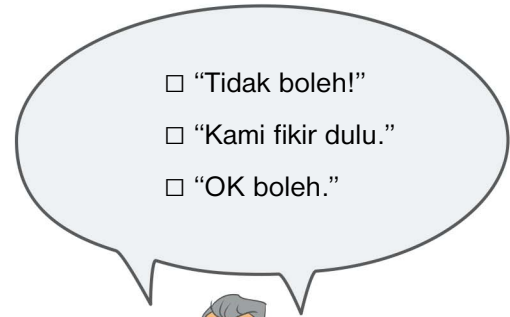 ☐ “Tidak boleh!”
☐ “Kami fikir dulu.”
☐ “OK boleh.”